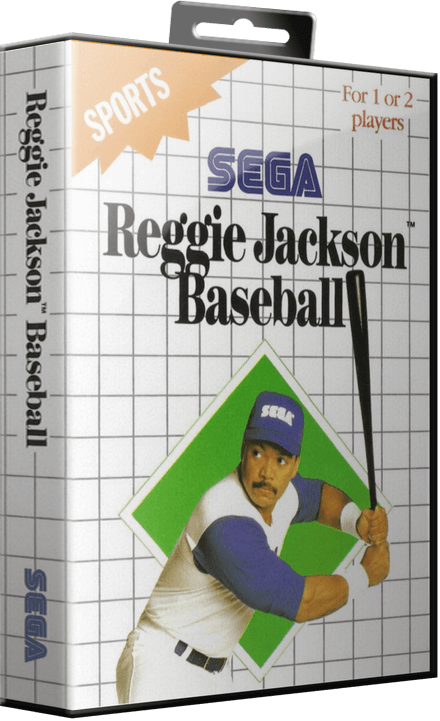 SPORTS
For 1 or 2
players
SEGA
Reggie Jackson™
Baseball
SEGA
Reggie Jackson™ Baseball
SEGA